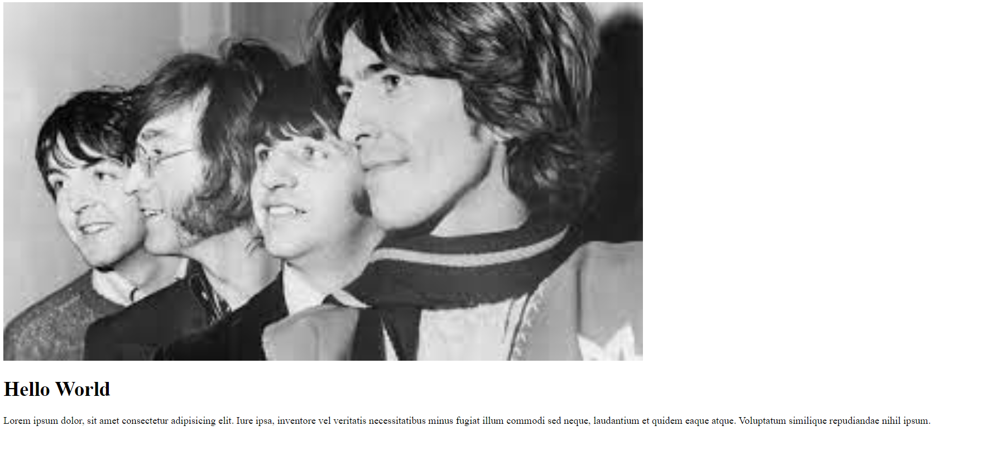 Hello World
Lorem ipsum dolor, sit amet consectetur adipisicing elit. Iure ipsa, inventore vel veritatis necessitatibus minus fugiat illum commodi sed neque, laudantium et quidem eaque atque. Voluptatum similique repudiandae nihil ipsum.